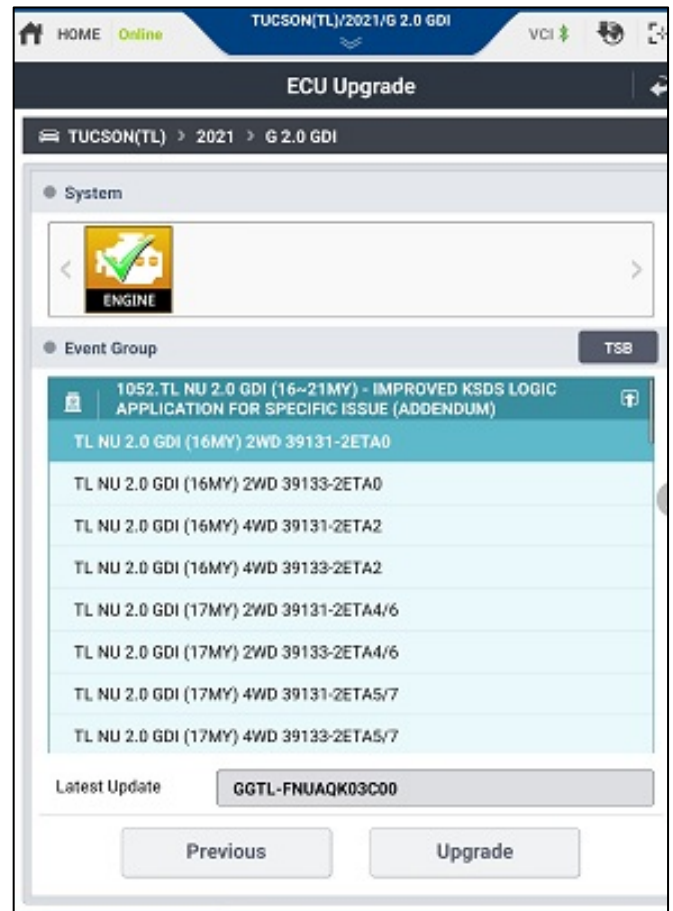 TUCSON(TL)/2021/G 2.0 GDI
HOME Online VCI
ECU Upgrade
TUCSON(TL) > 2021 > G 2.0 GDI
System
ENGINE
Event Group TSB
1052.TL NU 2.0 GDI (16~21MY) - IMPROVED KSDS LOGIC
APPLICATION FOR SPECIFIC ISSUE (ADDENDUM)
TL NU 2.0 GDI (16MY) 2WD 39131-2ETA0
TL NU 2.0 GDI (16MY) 2WD 39133-2ETA0
TL NU 2.0 GDI (16MY) 4WD 39131-2ETA2
TL NU 2.0 GDI (16MY) 4WD 39133-2ETA2
TL NU 2.0 GDI (17MY) 2WD 39131-2ETA4/6
TL NU 2.0 GDI (17MY) 2WD 39133-2ETA4/6
TL NU 2.0 GDI (17MY) 4WD 39131-2ETA5/7
TL NU 2.0 GDI (17MY) 4WD 39133-2ETA5/7
Latest Update GGTL-FNUAQK03C00
Previous Upgrade